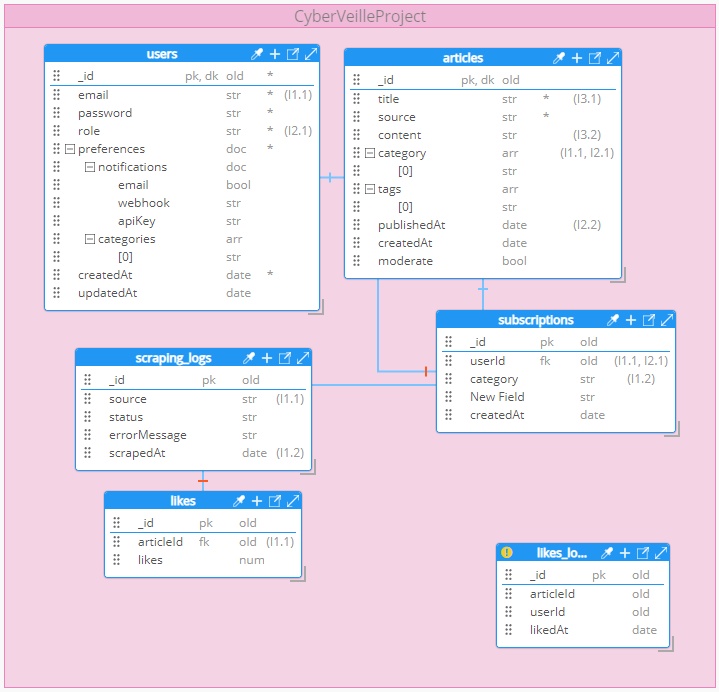 CyberVeilleProject
users
_id pk, dk old *
email str * (I1.1)
password str *
role str * (I2.1)
preferences doc *
notifications doc
email bool
webhook str
apiKey str
categories arr
[0] str
createdAt date *
updatedAt date
articles
_id pk, dk old
title str * (I3.1)
source str *
content str (I3.2)
category arr (I1.1, I2.1)
[0] str
tags arr
[0] str
publishedAt date (I2.2)
createdAt date
moderate bool
subscriptions
_id pk old
userId fk old (I1.1, I2.1)
category str (I1.2)
New Field str
createdAt date
scraping_logs
_id pk old
source str (I1.1)
status str
errorMessage str
scrapedAt date (I1.2)
likes
_id pk old
articleId fk old (I1.1)
likes num
likes_lo...
_id pk old
articleId old
userId old
likedAt date